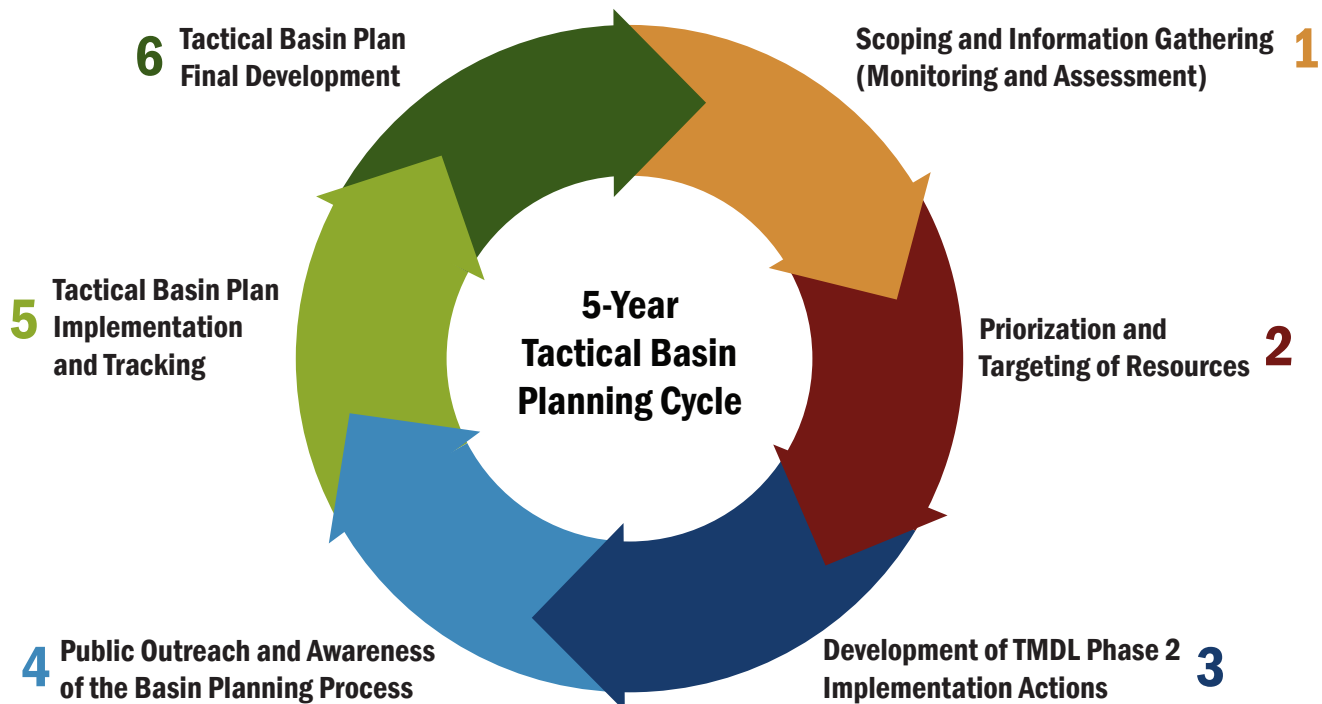 5-Year
Tactical Basin
Planning Cycle
1
Scoping and Information Gathering
(Monitoring and Assessment)
2
Priorization and
Targeting of Resources
3
Development of TMDL Phase 2
Implementation Actions
4
Public Outreach and Awareness
of the Basin Planning Process
5
Tactical Basin Plan
Implementation
and Tracking
6
Tactical Basin Plan
Final Development